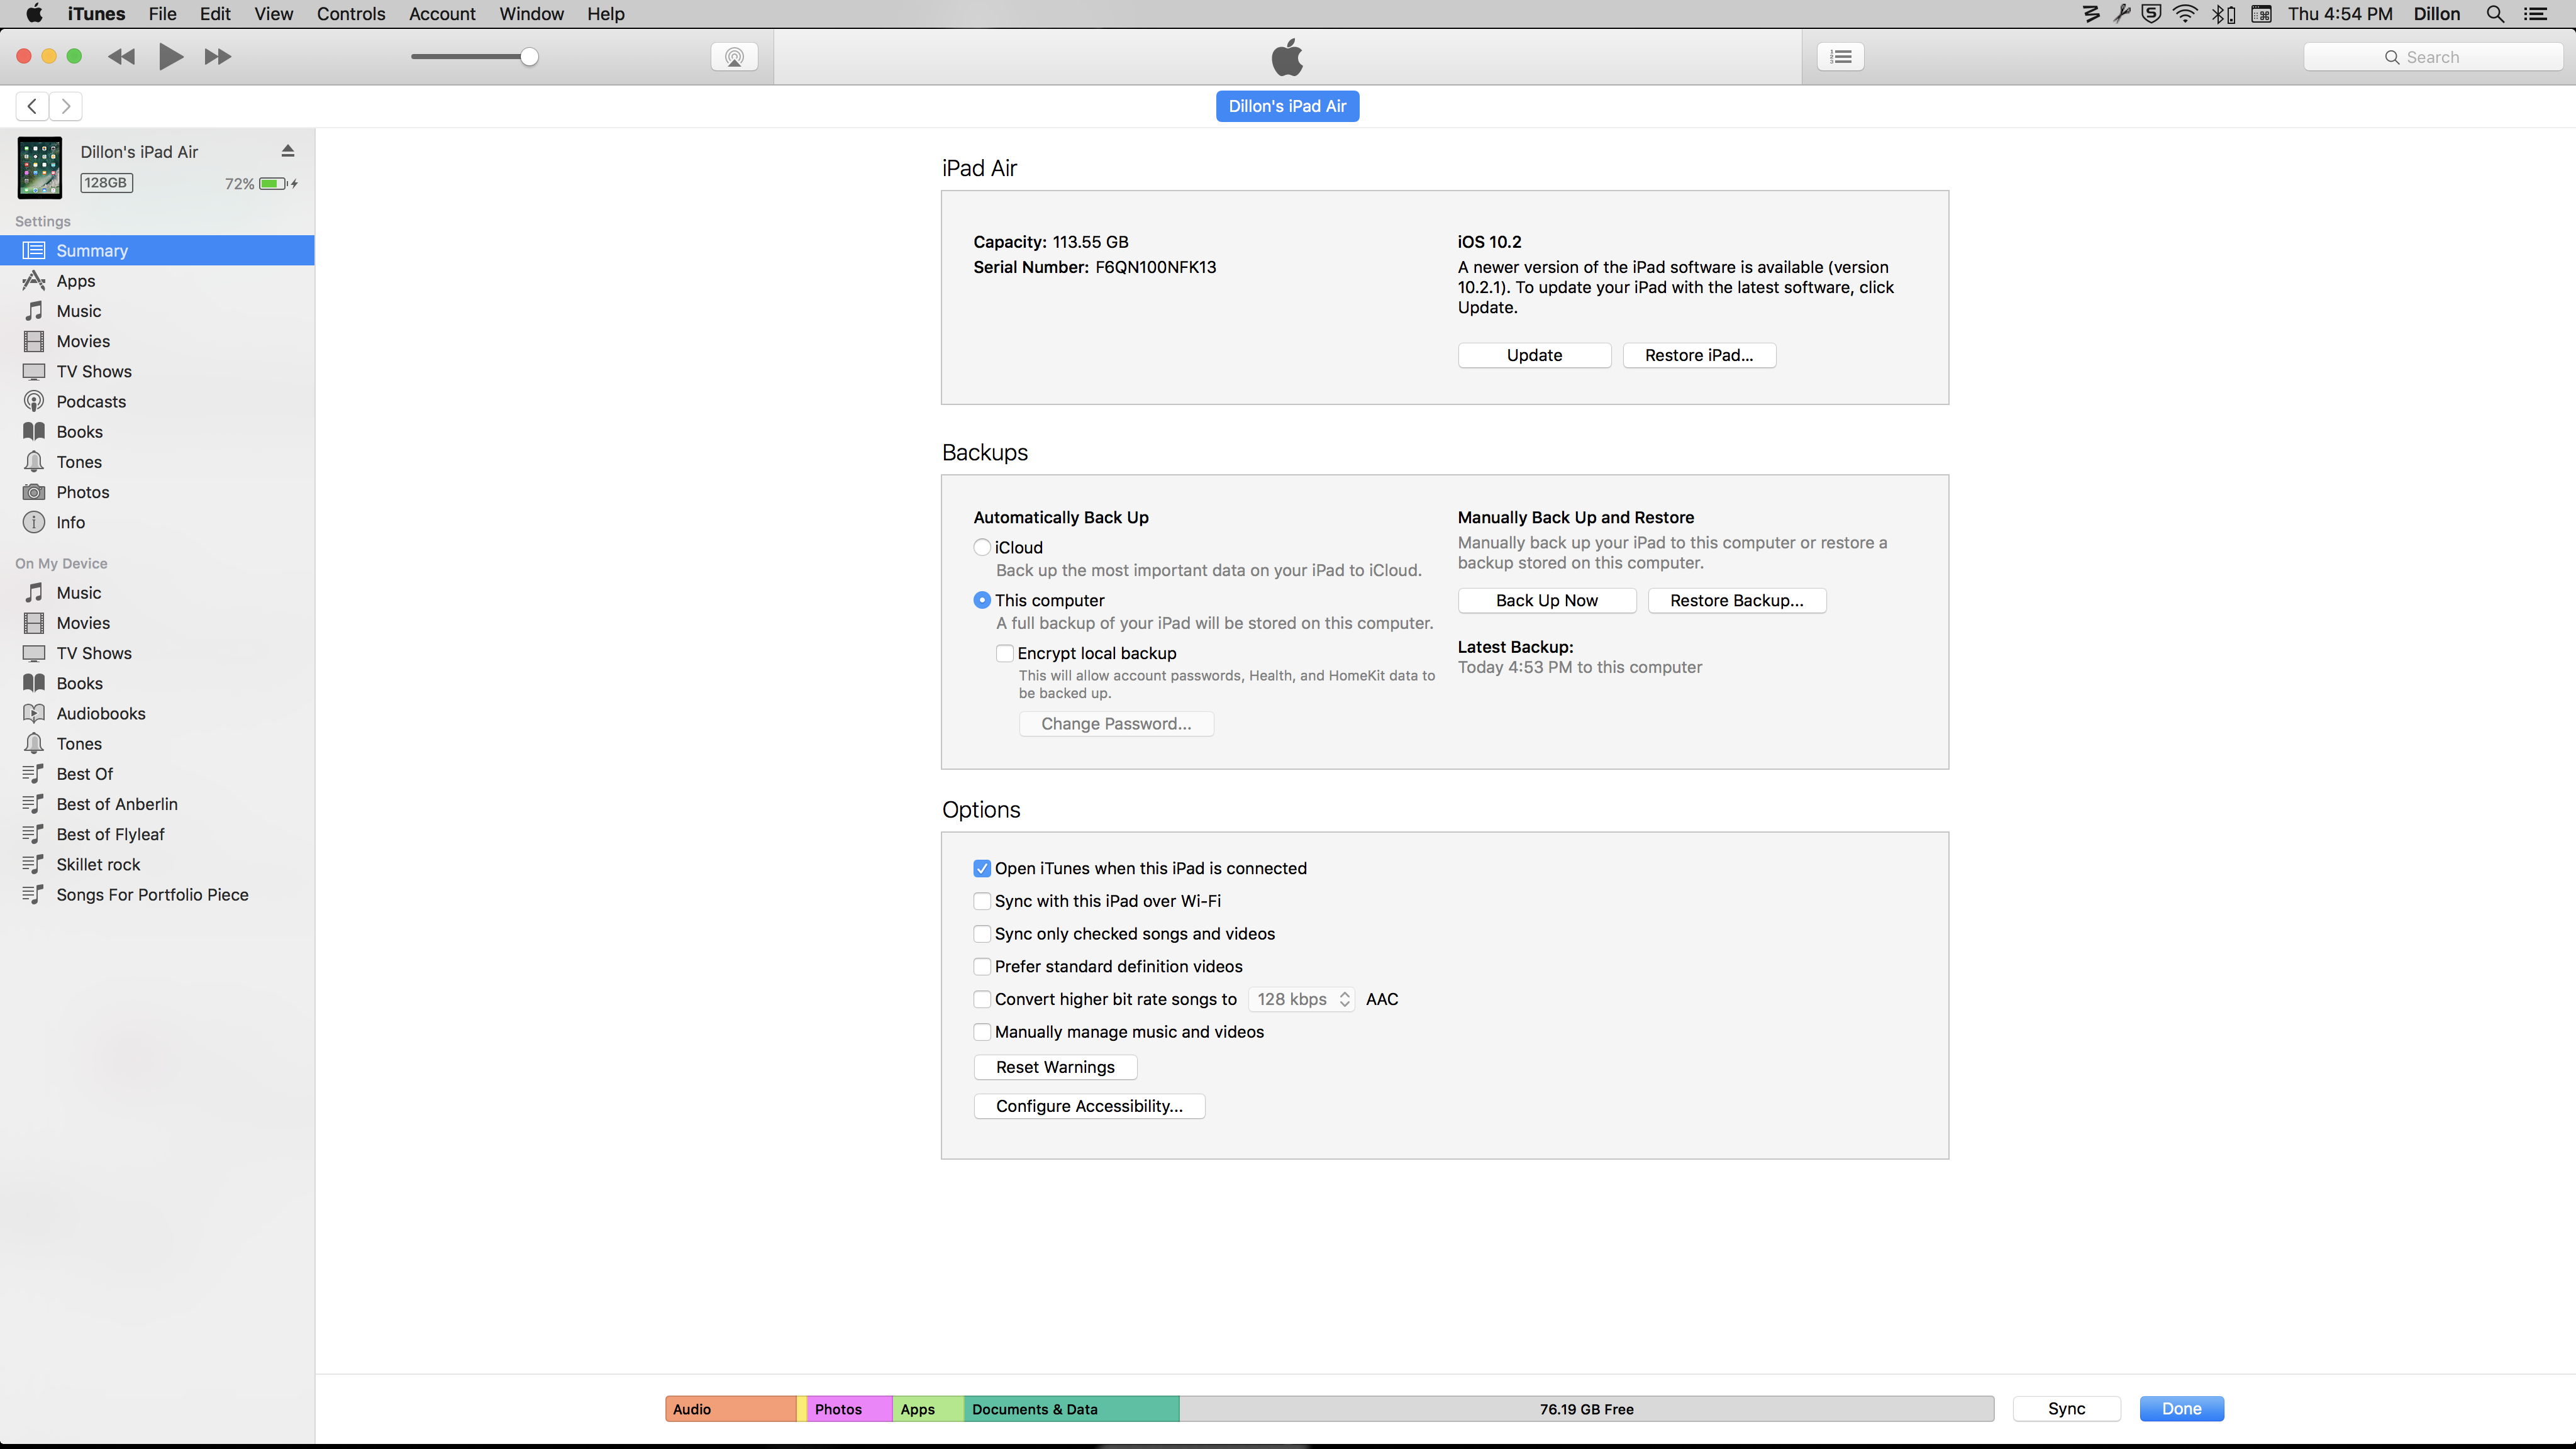 iTunes File Edit View Controls Account Window Help
Thu 4:54 PM Dillon
Search
Dillon's iPad Air
Dillon's iPad Air
128GB
72%
Settings
Summary
Apps
Music
Movies
TV Shows
Podcasts
Books
Tones
Photos
Info
On My Device
Music
Movies
TV Shows
Books
Audiobooks
Tones
Best Of
Best of Anberlin
Best of Flyleaf
Skillet rock
Songs For Portfolio Piece
iPad Air
Capacity: 113.55 GB
Serial Number: F6QN100NFK13
iOS 10.2
A newer version of the iPad software is available (version
10.2.1). To update your iPad with the latest software, click
Update.
Update
Restore iPad...
Backups
Automatically Back Up
iCloud
Back up the most important data on your iPad to iCloud.
This computer
A full backup of your iPad will be stored on this computer.
Encrypt local backup
This will allow account passwords, Health, and HomeKit data to
be backed up.
Change Password...
Manually Back Up and Restore
Manually back up your iPad to this computer or restore a
backup stored on this computer.
Back Up Now
Restore Backup...
Latest Backup:
Today 4:53 PM to this computer
Options
Open iTunes when this iPad is connected
Sync with this iPad over Wi-Fi
Sync only checked songs and videos
Prefer standard definition videos
Convert higher bit rate songs to 128 kbps AAC
Manually manage music and videos
Reset Warnings
Configure Accessibility...
Audio
Photos
Apps
Documents & Data
76.19 GB Free
Sync
Done